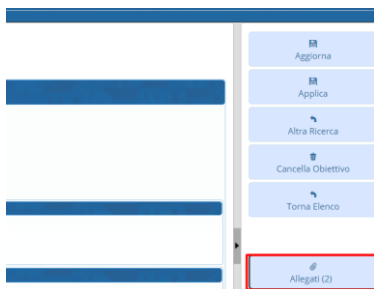 Aggiorna
Applica
Altra Ricerca
Cancella Obiettivo
Torna Elenco
Allegati (2)